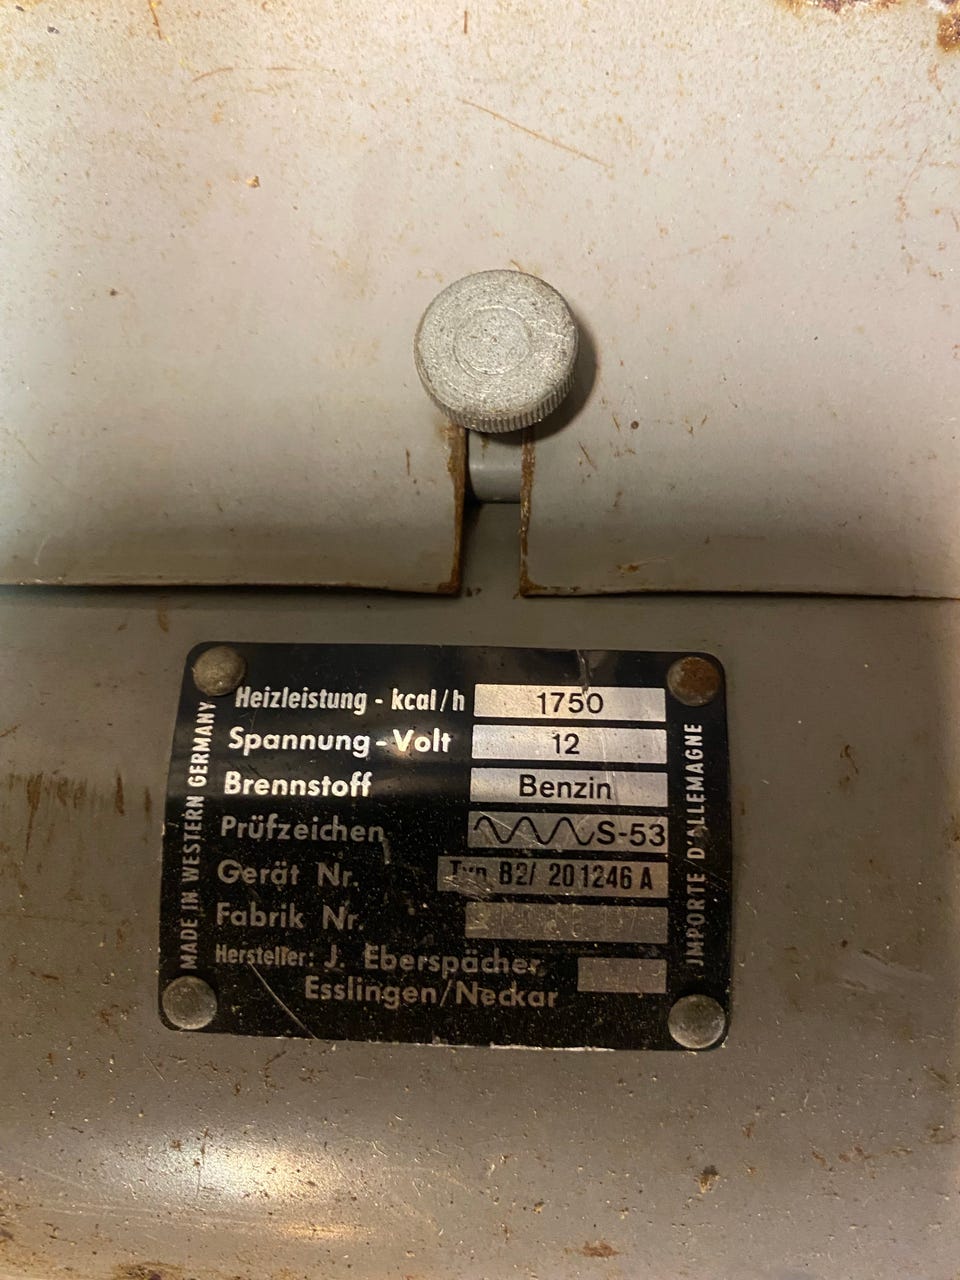 Heizleistung - kcal/h 1750
Spannung - Volt 12
Brennstoff Benzin
Prüfzeichen S-53
Gerät Nr. Typ B2/ 201246 A
Fabrik Nr.
Hersteller: J. Eberspächer
Esslingen/Neckar
MADE IN WESTERN GERMANY
IMPORTE D'ALLEMAGNE